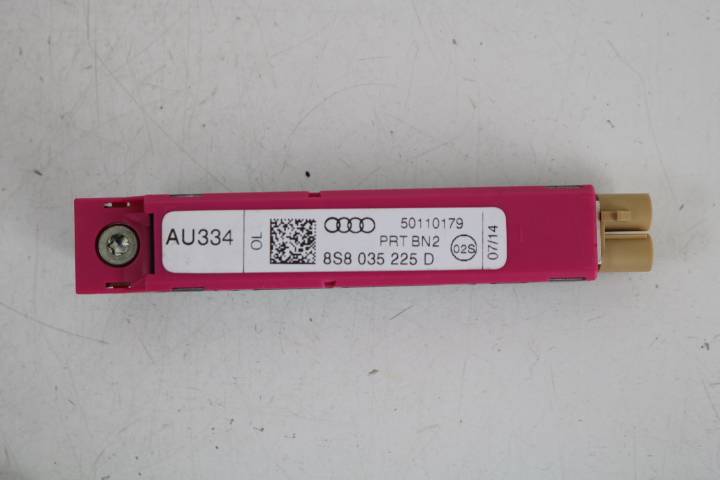 AU334
OL
50110179
PRT BN2
8S8 035 225 D
02S
07/14